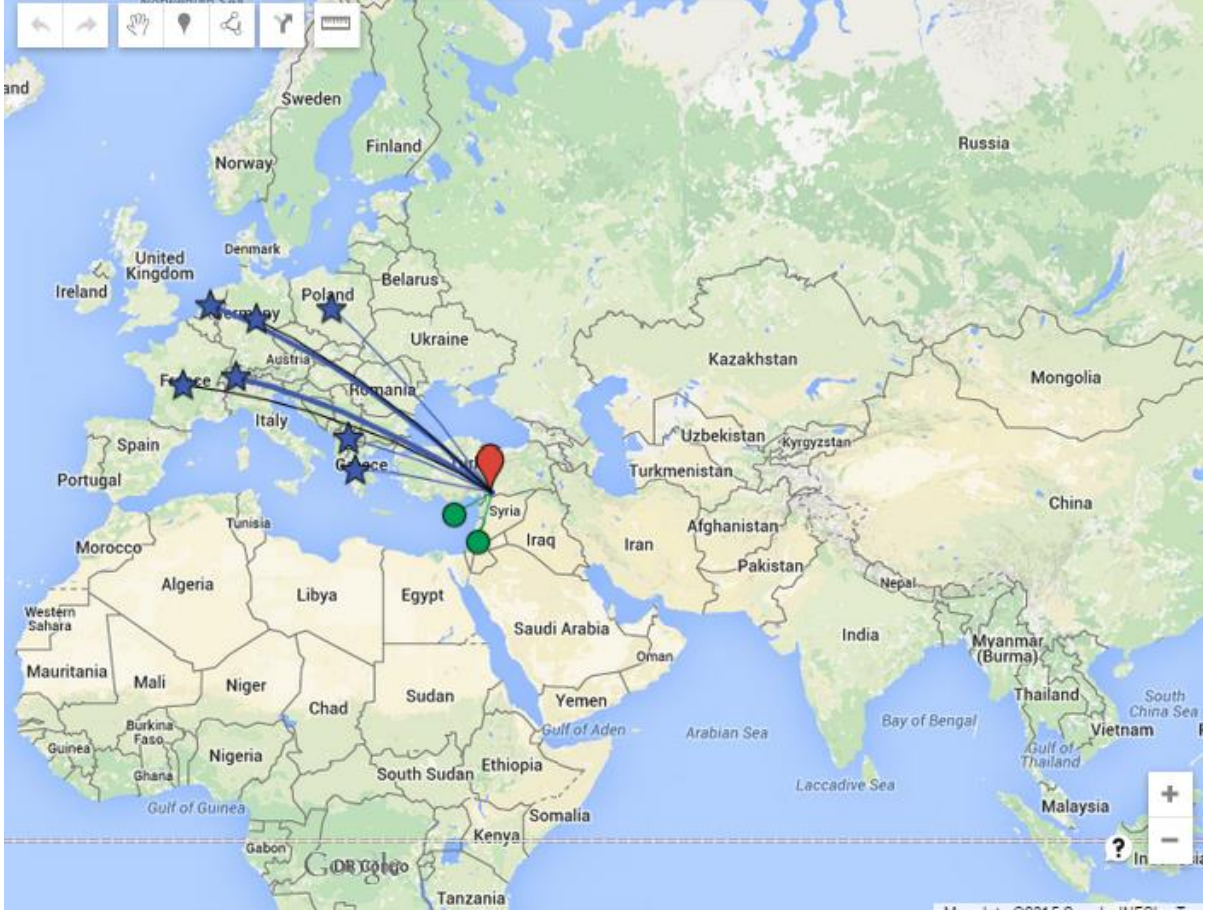 and
Sweden
Finland
Norway
Russia
Denmark
United
Kingdom
Ireland
Belarus
Poland
Germany
Ukraine
Austria
Kazakhstan
France
Romania
Mongolia
Italy
Spain
Uzbekistan
Kyrgyzstan
Greece
Turkmenistan
Portugal
China
Syria
Tunisia
Afghanistan
Morocco
Iraq
Iran
Pakistan
Algeria
Libya
Egypt
Nepal
Western
Sahara
Saudi Arabia
India
Myanmar
(Burma)
Oman
Mauritania
Mali
Niger
Sudan
Thailand
South
China Sea
Chad
Yemen
Burkina
Faso
Gulf of Aden
Arabian Sea
Bay of Bengal
Vietnam
Guinea
Nigeria
Gulf of
Thailand
Ghana
South Sudan
Ethiopia
Laccadive Sea
Gulf of Guinea
Somalia
Malaysia
Kenya
Gabon
Google
DR Congo
?
Tanzania